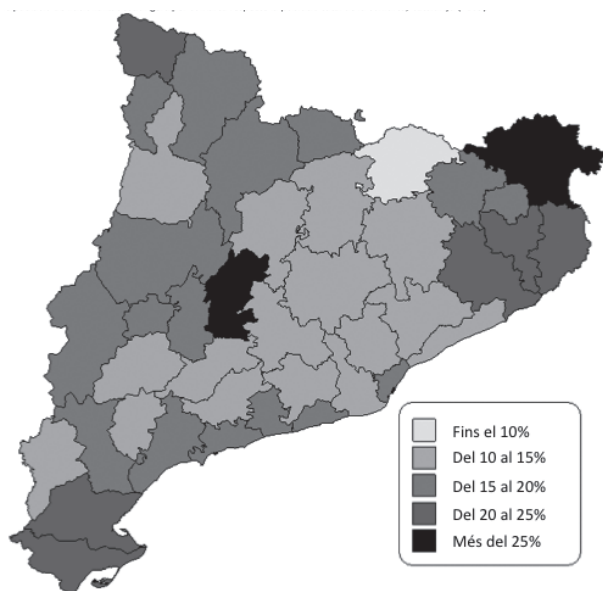 Fins el 10%
Del 10 al 15%
Del 15 al 20%
Del 20 al 25%
Més del 25%